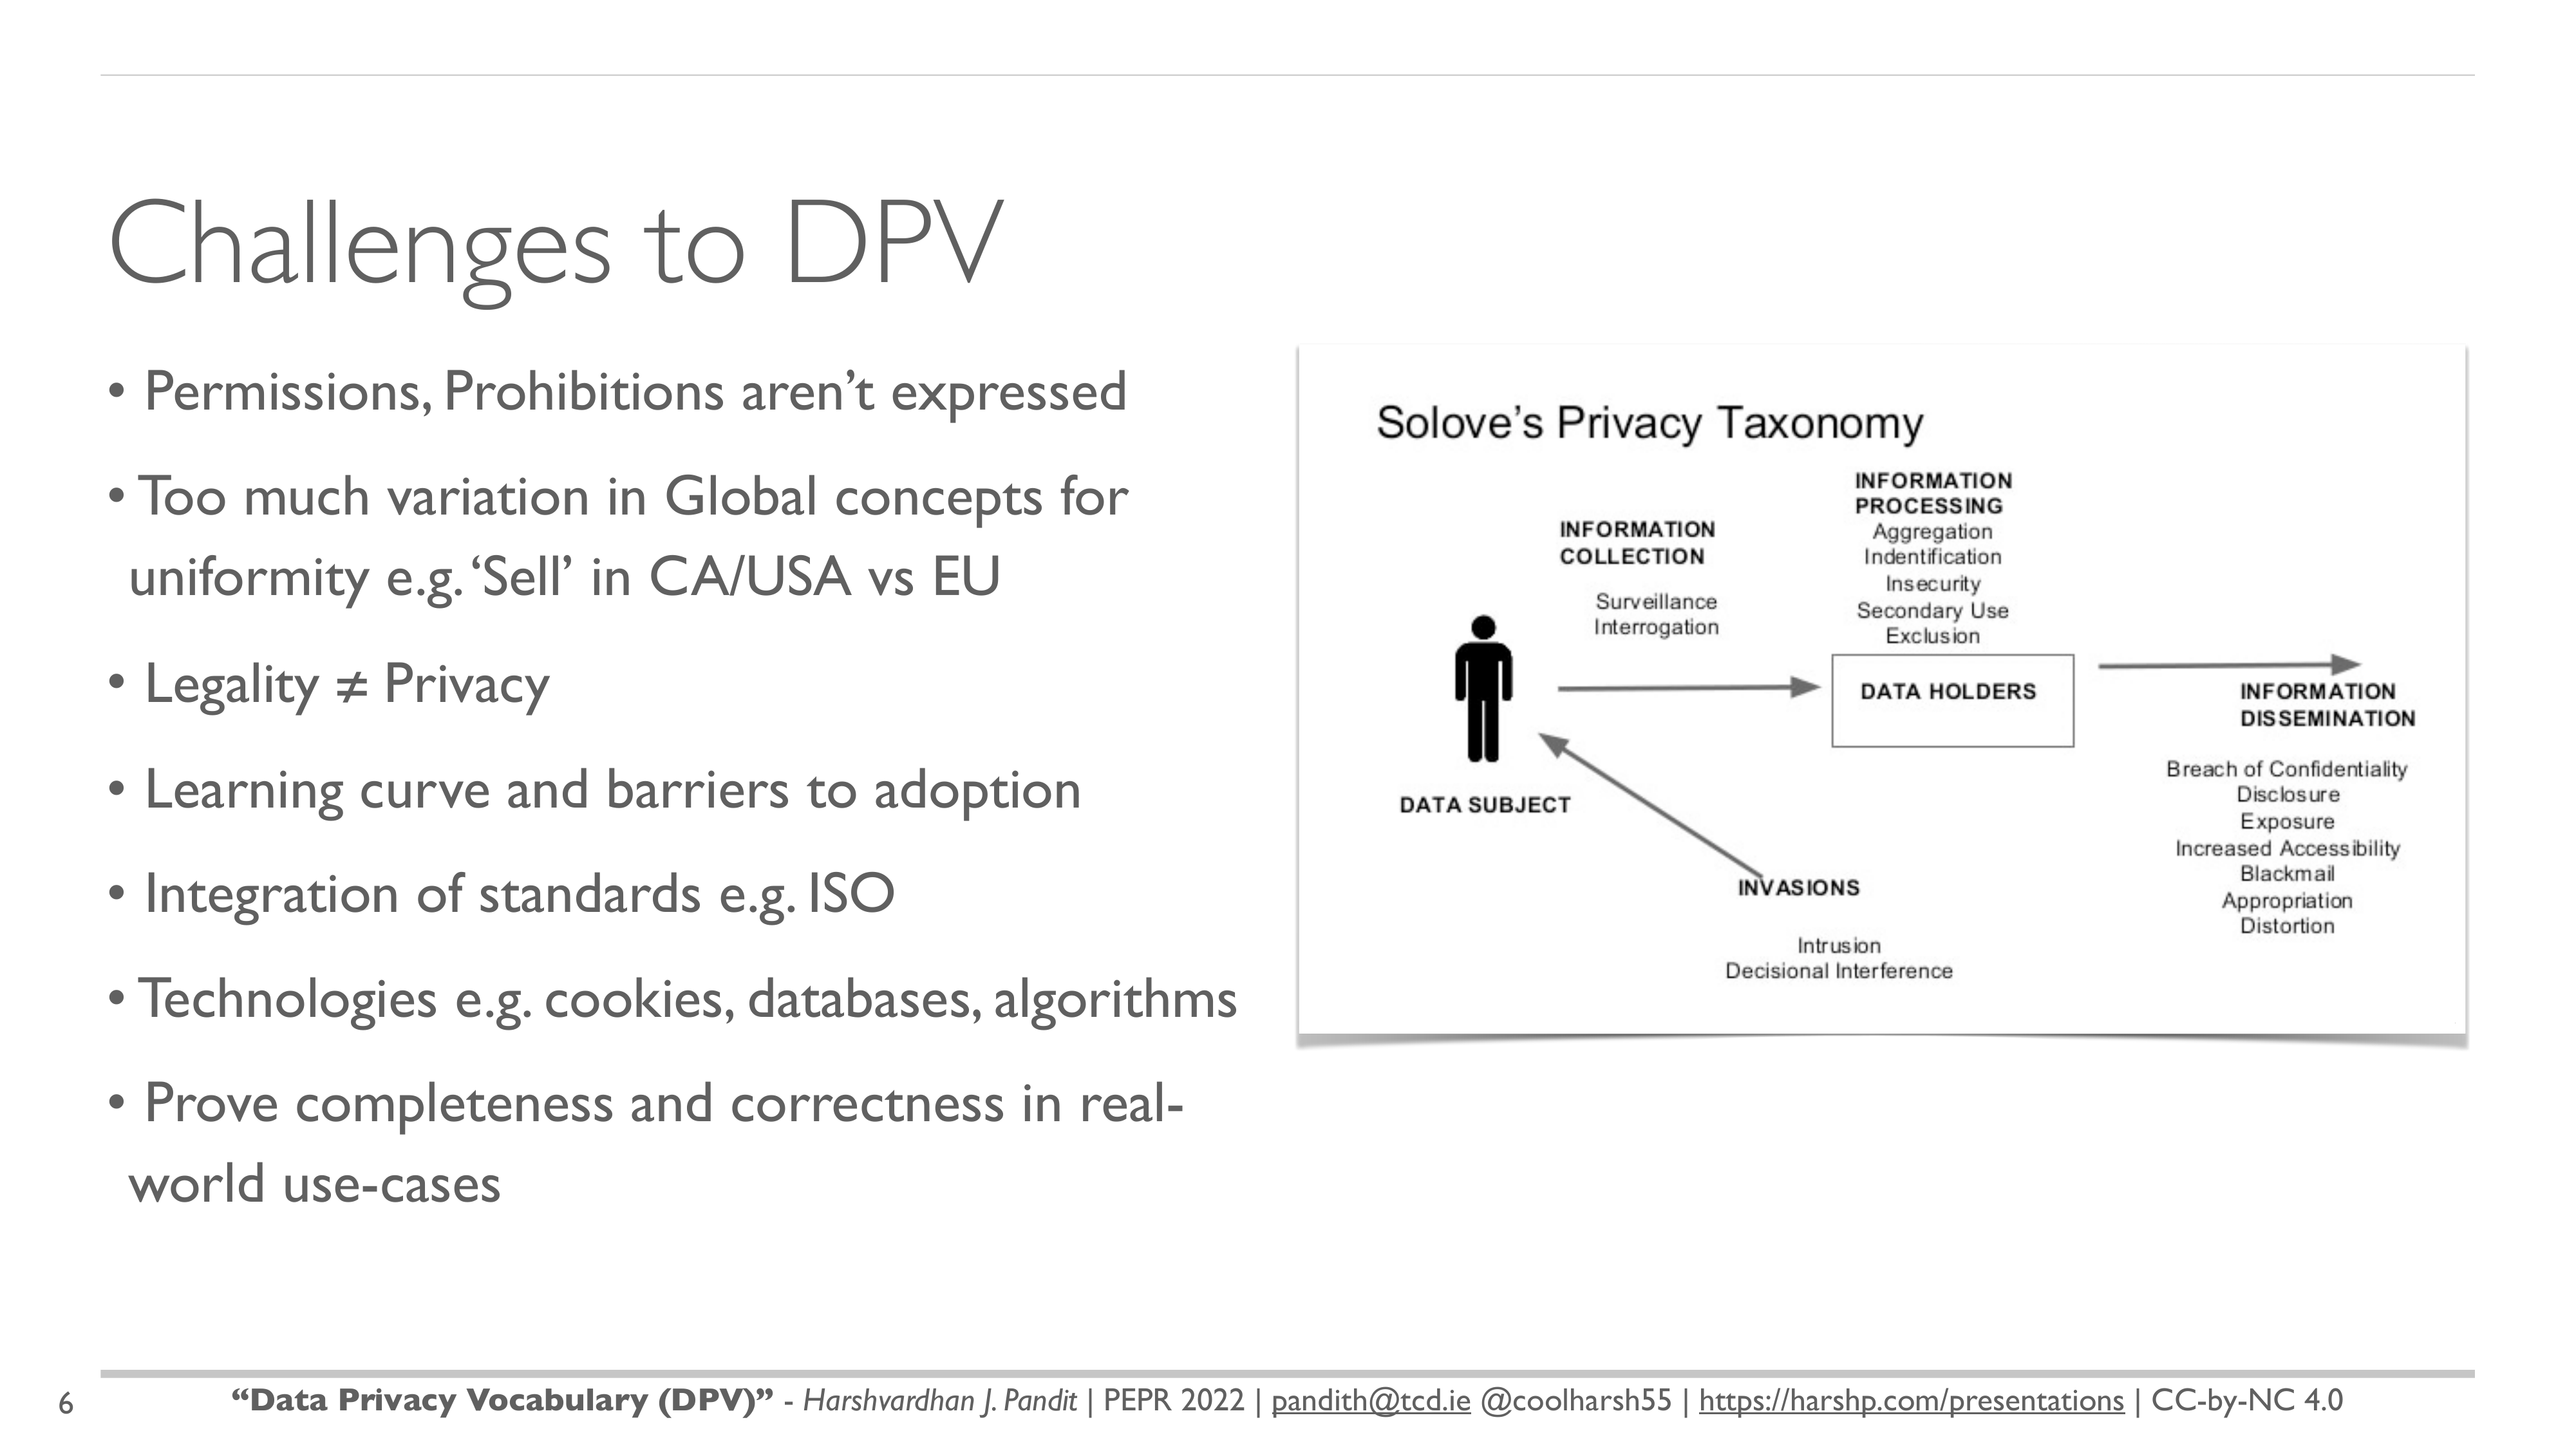 Challenges to DPV
• Permissions, Prohibitions aren’t expressed
• Too much variation in Global concepts for
uniformity e.g. ‘Sell’ in CA/USA vs EU
• Legality ≠ Privacy
• Learning curve and barriers to adoption
• Integration of standards e.g. ISO
• Technologies e.g. cookies, databases, algorithms
• Prove completeness and correctness in real-
world use-cases
Solove’s Privacy Taxonomy
INFORMATION
COLLECTION
Surveillance
Interrogation
INFORMATION
PROCESSING
Aggregation
Indentification
Insecurity
Secondary Use
Exclusion
DATA HOLDERS
DATA SUBJECT
INFORMATION
DISSEMINATION
Breach of Confidentiality
Disclosure
Exposure
Increased Accessibility
Blackmail
Appropriation
Distortion
INVASIONS
Intrusion
Decisional Interference
6
“Data Privacy Vocabulary (DPV)” - Harshvardhan J. Pandit | PEPR 2022 | pandith@tcd.ie @coolharsh55 | https://harshp.com/presentations | CC-by-NC 4.0